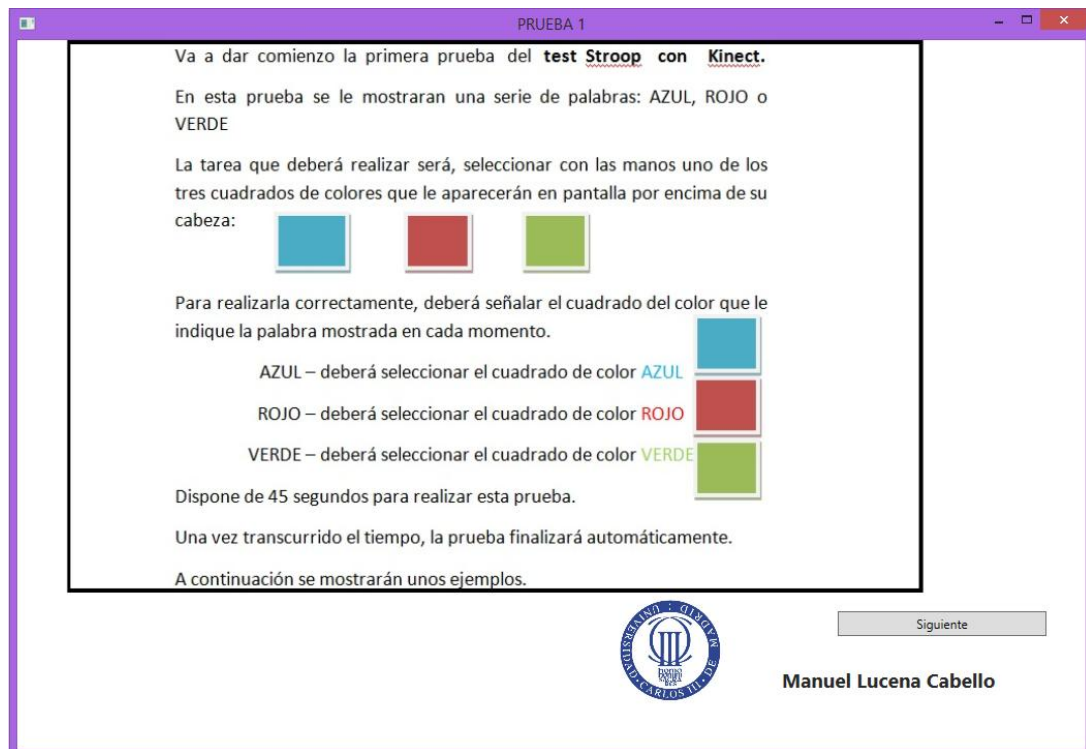 PRUEBA 1
Va a dar comienzo la primera prueba del test Stroop con Kinect.
En esta prueba se le mostraran una serie de palabras: AZUL, ROJO o
VERDE
La tarea que deberá realizar será, seleccionar con las manos uno de los
tres cuadrados de colores que le aparecerán en pantalla por encima de su
cabeza:
Para realizarla correctamente, deberá señalar el cuadrado del color que le
indique la palabra mostrada en cada momento.
AZUL – deberá seleccionar el cuadrado de color AZUL
ROJO – deberá seleccionar el cuadrado de color ROJO
VERDE – deberá seleccionar el cuadrado de color VERDE
Dispone de 45 segundos para realizar esta prueba.
Una vez transcurrido el tiempo, la prueba finalizará automáticamente.
A continuación se mostrarán unos ejemplos.
UNIVERSIDAD · CARLOS III · DE MADRID
Siguiente
Manuel Lucena Cabello